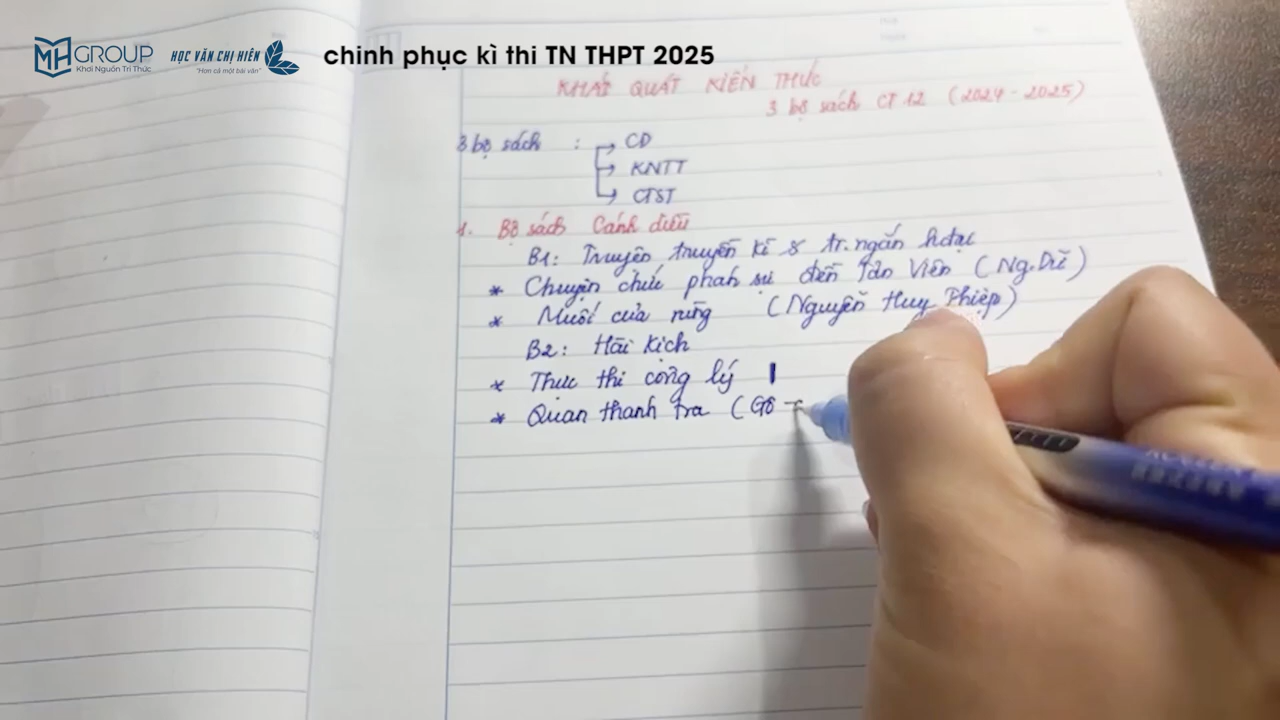 MH GROUP
Khơi Nguồn Tri Thức
HỌC VĂN CHỊ HIÊN
"Hơn cả một bài văn"
chinh phục kì thi TN THPT 2025
KHÁI QUÁT KIẾN THỨC
3 bộ sách CT 12 (2024 - 2025)
3 bộ sách : CD
KNTT
CTST
1. Bộ sách Cánh diều
B1: Truyện truyền kì & tr.ngắn hđại
* Chuyện chức phán sự đền Tản Viên (Ng.Dữ)
* Muối của rừng (Nguyễn Huy Thiệp)
B2: Hài kịch
* Thực thi công lý I
* Quan thanh tra (Gô -